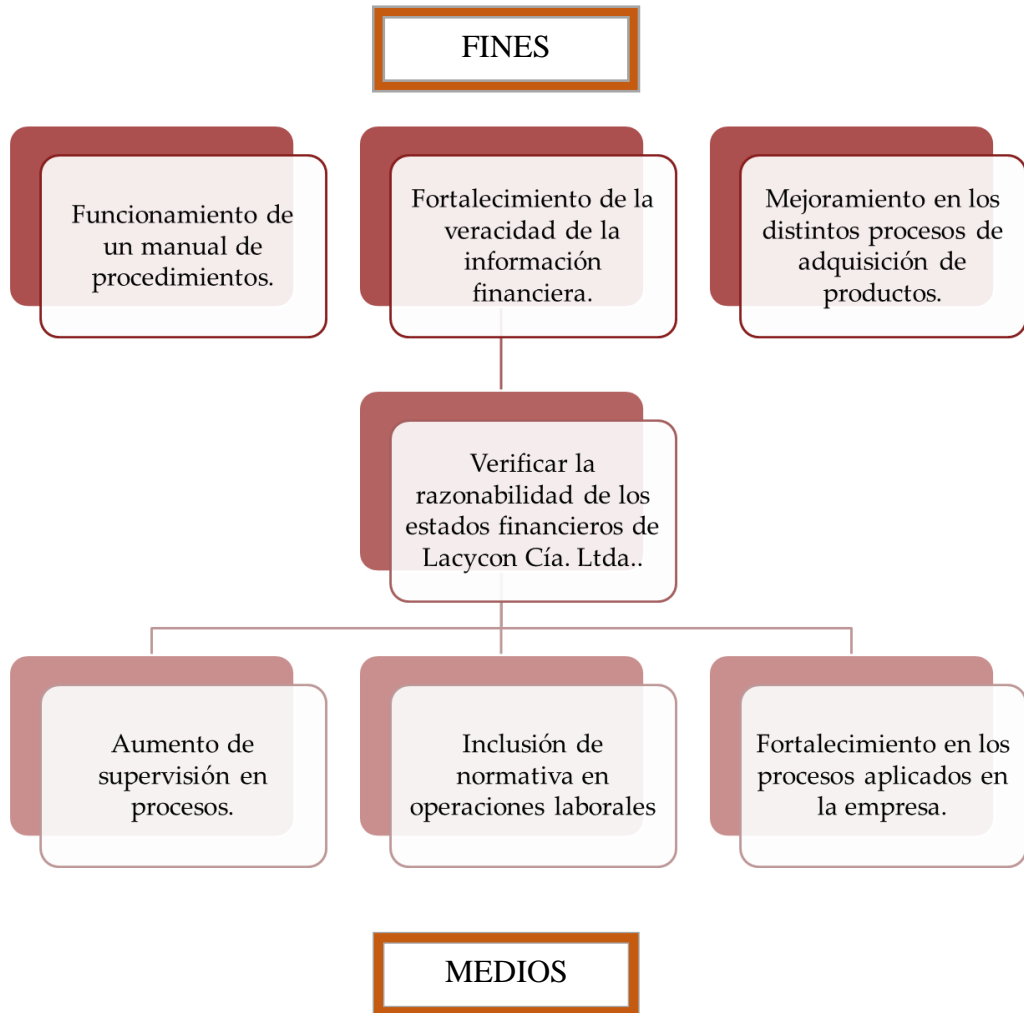 FINES
Funcionamiento de
un manual de
procedimientos.
Fortalecimiento de la
veracidad de la
información
financiera.
Mejoramiento en los
distintos procesos de
adquisición de
productos.
Verificar la
razonabilidad de los
estados financieros de
Lacycon Cía. Ltda..
Aumento de
supervisión en
procesos.
Inclusión de
normativa en
operaciones laborales
Fortalecimiento en los
procesos aplicados en
la empresa.
MEDIOS